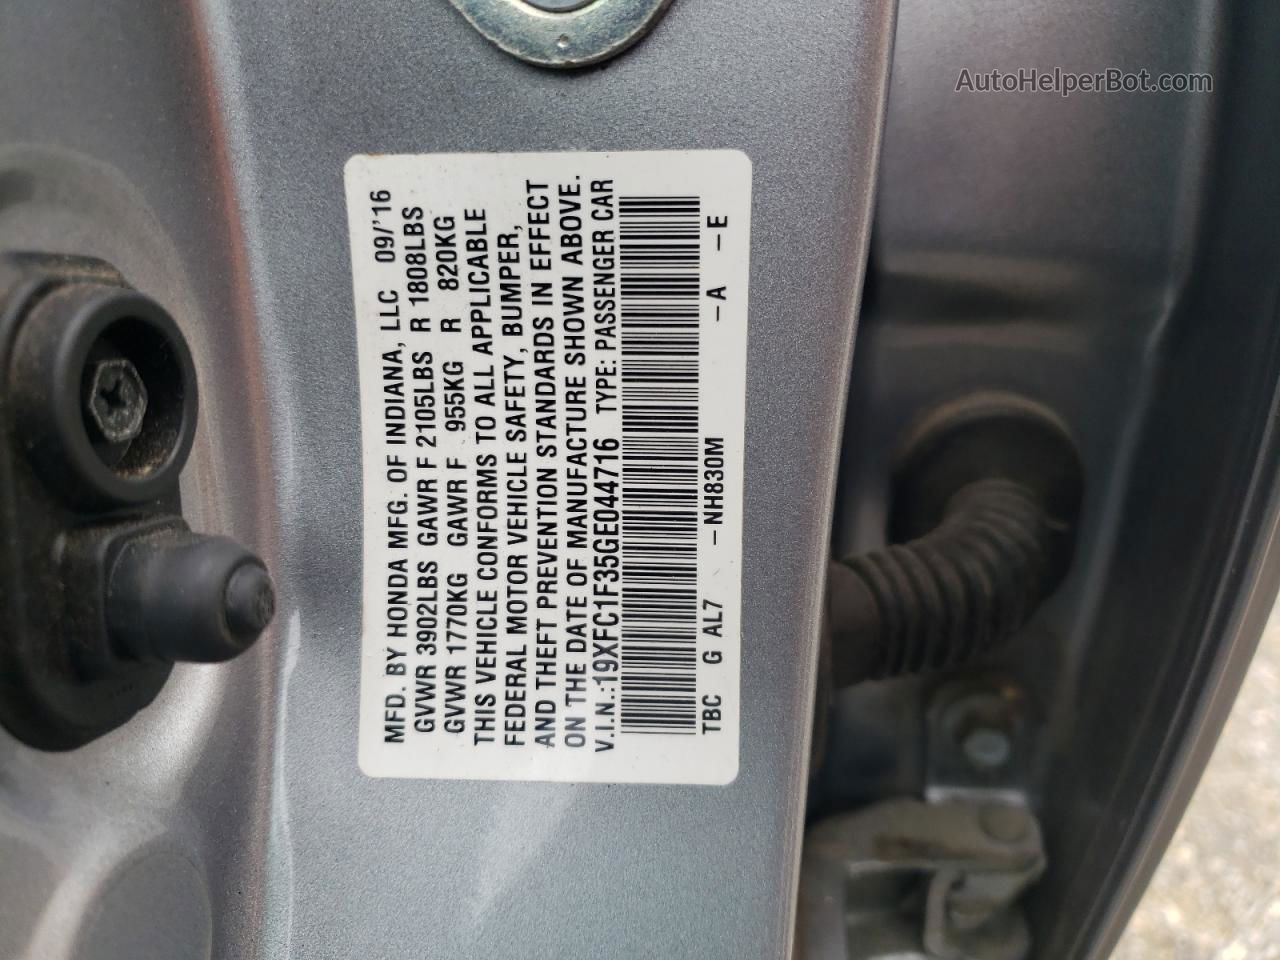 AutoHelperBot.com
MFD. BY HONDA MFG. OF INDIANA, LLC 09/'16
GVWR 3902LBS GAWR F 2105LBS R 1808LBS
GVWR 1770KG GAWR F 955KG R 820KG
THIS VEHICLE CONFORMS TO ALL APPLICABLE
FEDERAL MOTOR VEHICLE SAFETY, BUMPER,
AND THEFT PREVENTION STANDARDS IN EFFECT
ON THE DATE OF MANUFACTURE SHOWN ABOVE.
V.I.N.:19XFC1F35GE044716 TYPE: PASSENGER CAR
TBC G AL7 -NH830M -A -E